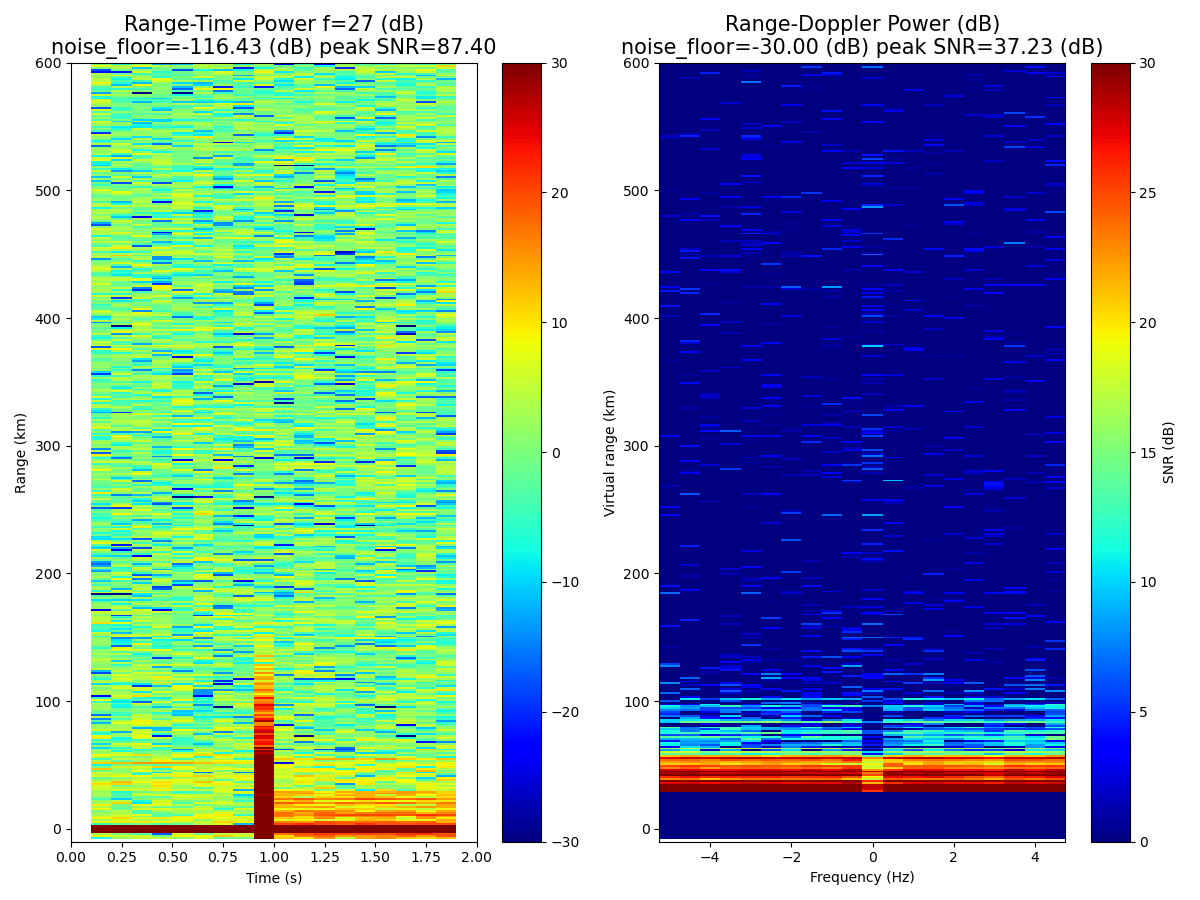 Range-Time Power f=27 (dB)
noise_floor=-116.43 (dB) peak SNR=87.40
Range (km)
600
500
400
300
200
100
0
0.00 0.25 0.50 0.75 1.00 1.25 1.50 1.75 2.00
Time (s)
30
20
10
0
−10
−20
−30
Range-Doppler Power (dB)
noise_floor=-30.00 (dB) peak SNR=37.23 (dB)
Virtual range (km)
600
500
400
300
200
100
0
−4 −2 0 2 4
Frequency (Hz)
30
25
20
15
10
5
0
SNR (dB)